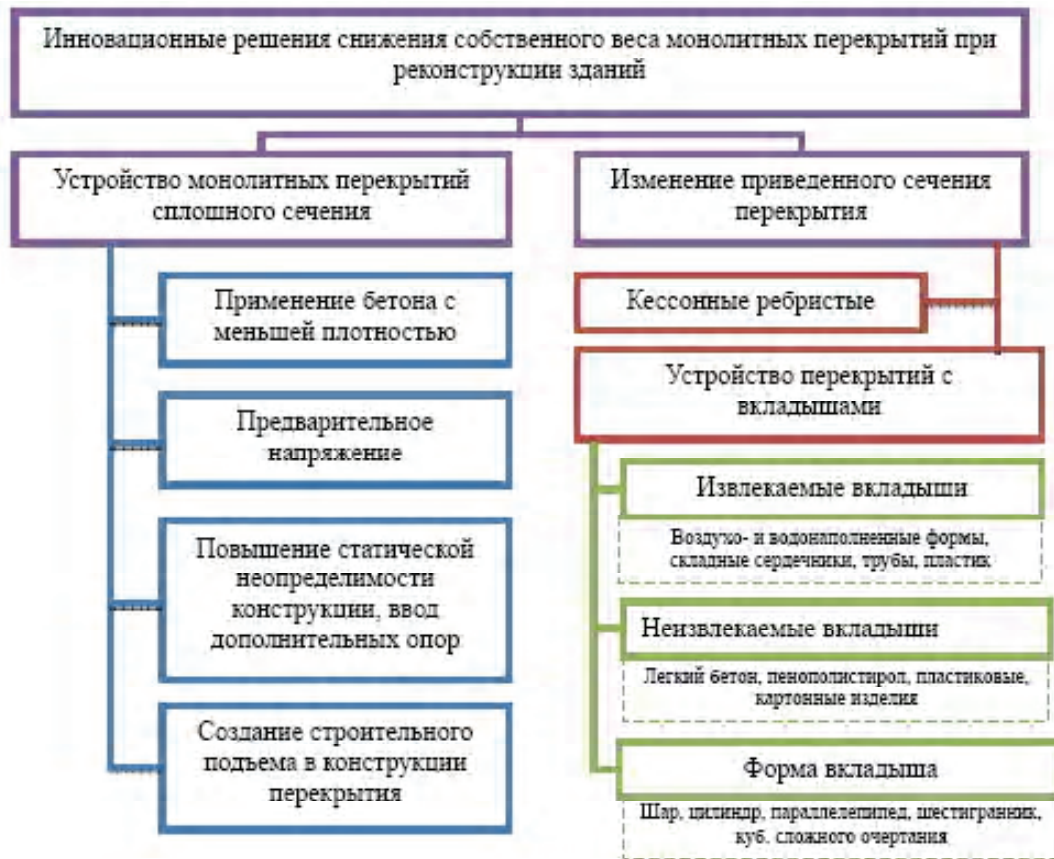 Инновационные решения снижения собственного веса монолитных перекрытий при
реконструкции зданий
Устройство монолитных перекрытий
сплошного сечения
Применение бетона с
меньшей плотностью
Предварительное
напряжение
Повышение статической
неопределимости
конструкции, ввод
дополнительных опор
Создание строительного
подъема в конструкции
перекрытия
Изменение приведенного сечения
перекрытия
Кессонные ребристые
Устройство перекрытий с
вкладышами
Извлекаемые вкладыши
Воздухо- и водонаполненные формы,
складные сердечники, трубы, пластик
Неизвлекаемые вкладыши
Легкий бетон, пенополистирол, пластиковые,
картонные изделия
Форма вкладыша
Шар, цилиндр, параллелепипед, шестигранник,
куб, сложного очертания